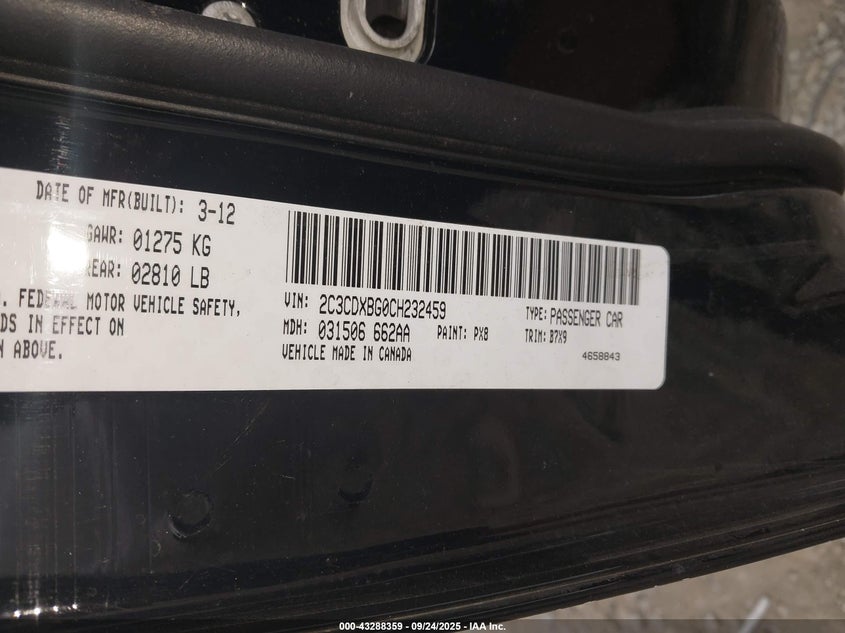 DATE OF MFR(BUILT): 3-12
GAWR: 01275 KG
REAR: 02810 LB
FEDERAL MOTOR VEHICLE SAFETY,
IN EFFECT ON
ABOVE.
VIN: 2C3CDXBG0CH232459
TYPE: PASSENGER CAR
MDH: 031506 662AA
PAINT: PX8
TRIM: B7X9
VEHICLE MADE IN CANADA
4658843
000-43288359 - 09/24/2025 - IAA Inc.